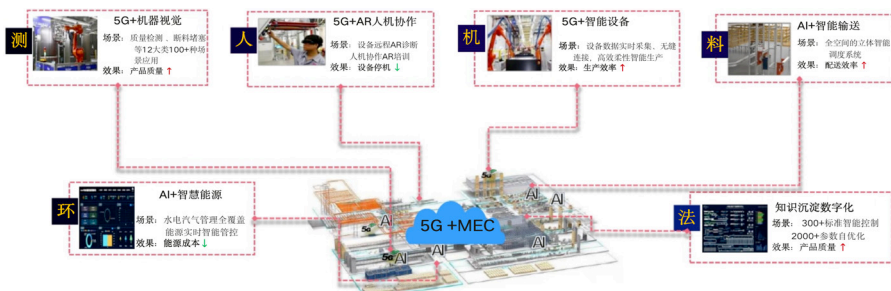 测
5G+机器视觉
场景：质量检测、断料堵塞
等12大类100+种场
景应用
效果：产品质量 ↑
人
5G+AR人机协作
场景：设备远程AR诊断
人机协作AR培训
效果：设备停机 ↓
机
5G+智能设备
场景：设备数据实时采集、无缝
连接、高效柔性智能生产
效果：生产效率 ↑
料
AI+智能输送
场景：全空间的立体智能
调度系统
效果：配送效率 ↑
环
AI+智慧能源
场景：水电汽气管理全覆盖
能源实时智能管控
效果：能源成本 ↓
5G +MEC
AI
AI
AI
AI
AI
AI
5G
5G
5G
法
知识沉淀数字化
场景：300+标准智能控制
2000+参数自优化
效果：产品质量 ↑